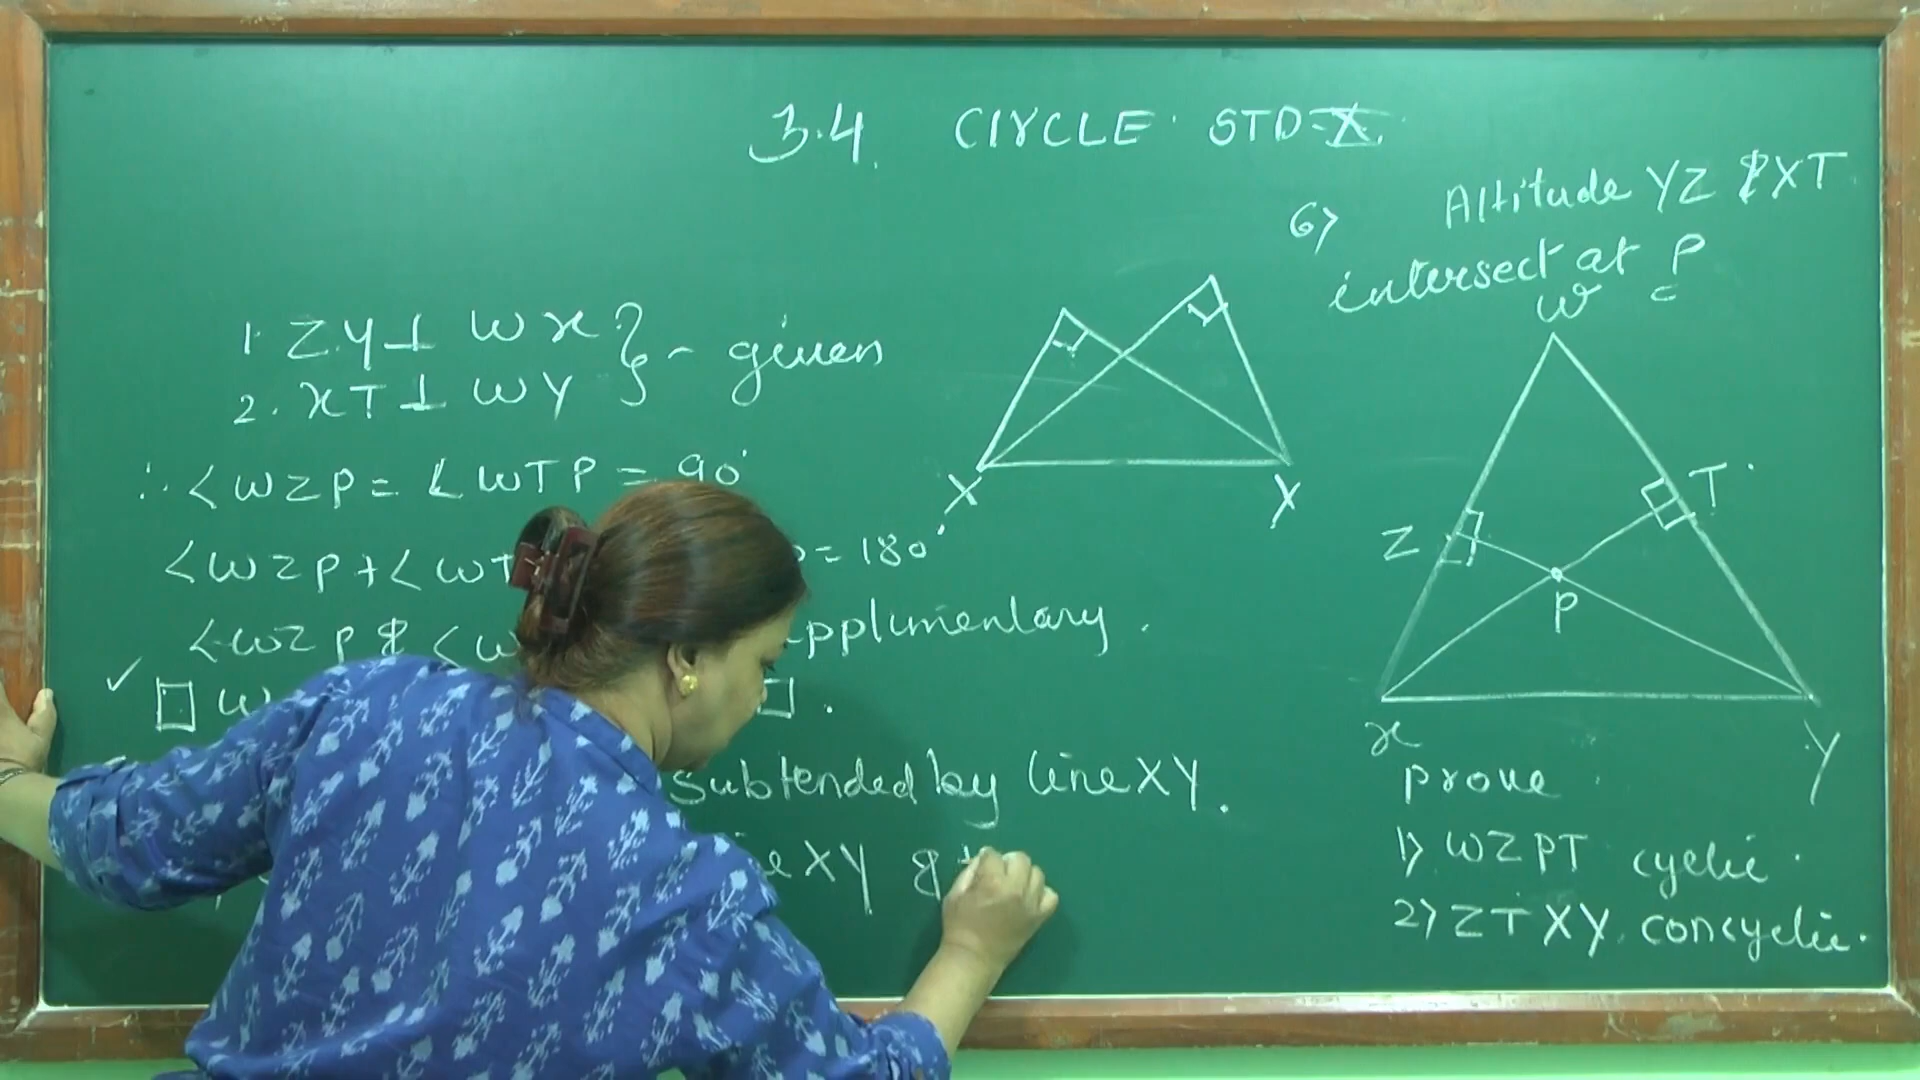 3.4 CIRCLE STD-X
6) Altitude YZ & XT
intersect at P
1. ZY ⊥ WX } - given
2. XT ⊥ WY
∴ <WZP = <WTP = 90°
<WZP + <WT P = 180°
<WZP & <W pplimentary.
✓ □ W □.
Subtended by line XY.
e XY &
X X
W
Z T
P
x Y
prove
1) WZPT cyclic.
2) ZTXY concyclic.